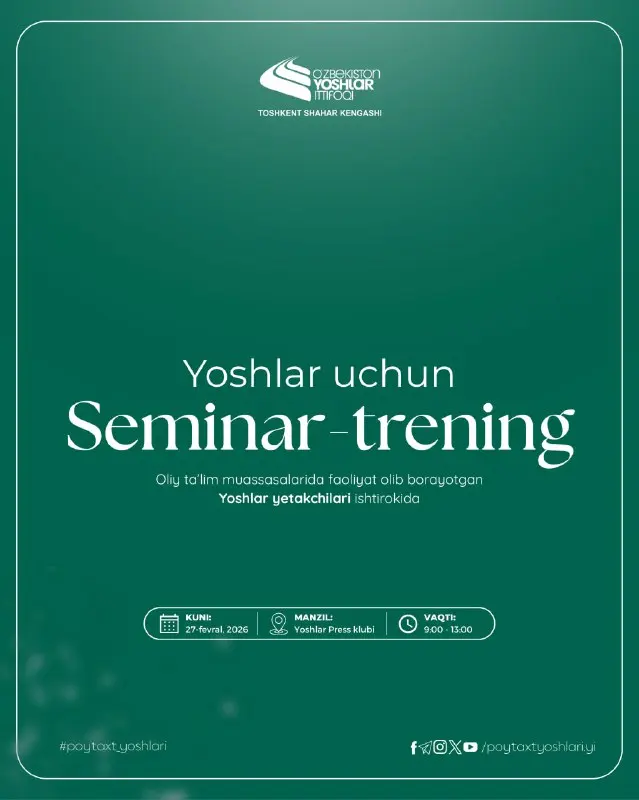 O‘ZBEKISTON
YOSHLAR
ITTIFOQI
TOSHKENT SHAHAR KENGASHI
Yoshlar uchun
Seminar-trening
Oliy ta’lim muassasalarida faoliyat olib borayotgan
Yoshlar yetakchilari ishtirokida
KUNI:
27-fevral, 2026
MANZIL:
Yoshlar Press klubi
VAQTI:
9:00 - 13:00
#poytaxt_yoshlari
/poytaxtyoshlari.yi